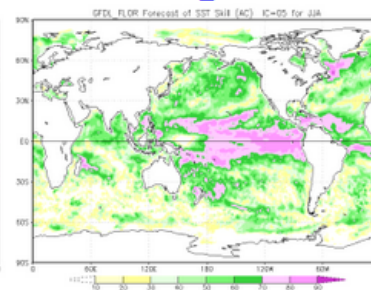 GFDL_FLOR Forecast of SST Skill (AC) IC=05 for JJA
90N
60N
30N
EQ
30S
60S
90S
0 60E 120E 180 120W 60W
10 20 30 40 50 60 70 80 90